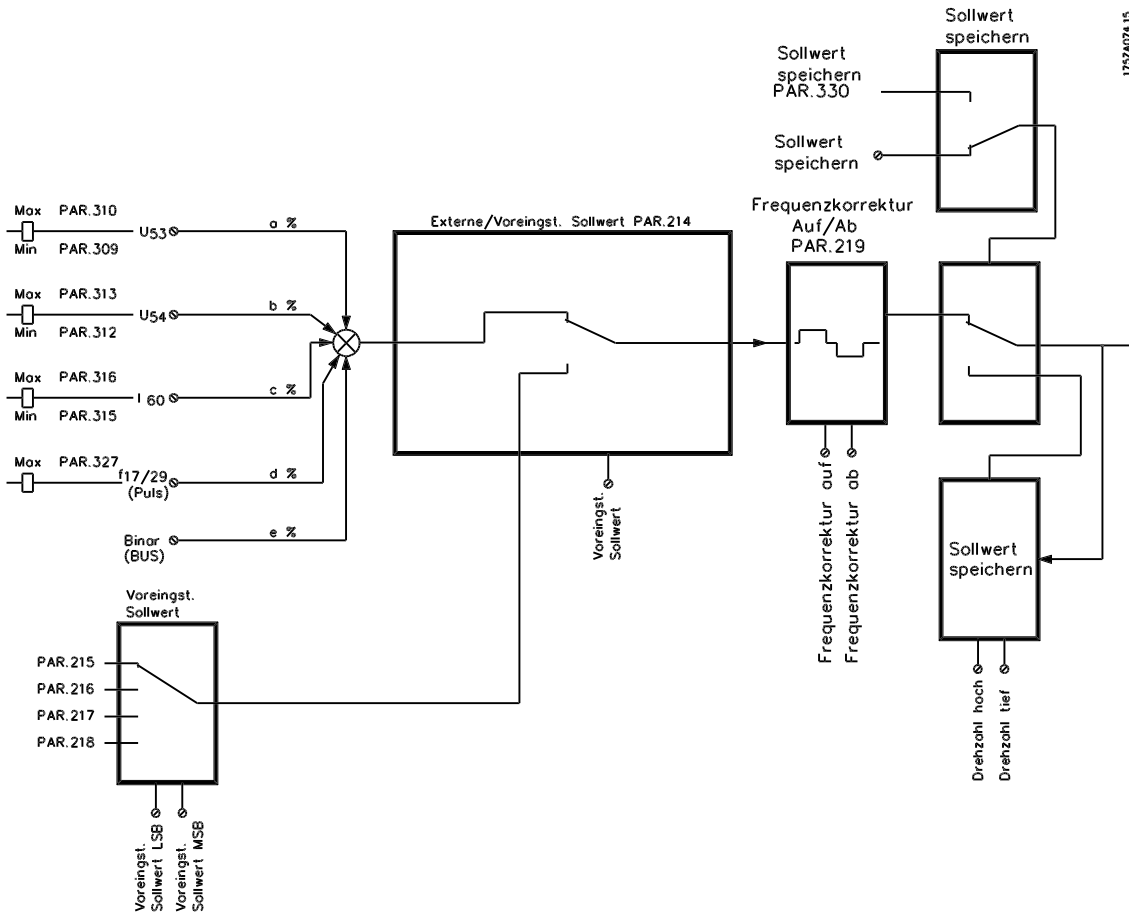 Sollwert
speichern
175ZA074.15
Sollwert
speichern
PAR.330
Sollwert
speichern
Max PAR.310
U53
a %
Min PAR.309
Max PAR.313
U54
b %
Min PAR.312
Max PAR.316
I 60
c %
Min PAR.315
Max PAR.327
f17/29
(Puls)
d %
Binar
(BUS)
e %
Externe/Voreingst. Sollwert PAR.214
Voreingst.
Sollwert
Frequenzkorrektur
Auf/Ab
PAR.219
Frequenzkorrektur auf
Frequenzkorrektur ab
Sollwert
speichern
Drehzahl hoch
Drehzahl tief
Voreingst.
Sollwert
PAR.215
PAR.216
PAR.217
PAR.218
Voreingst.
Sollwert LSB
Voreingst.
Sollwert MSB